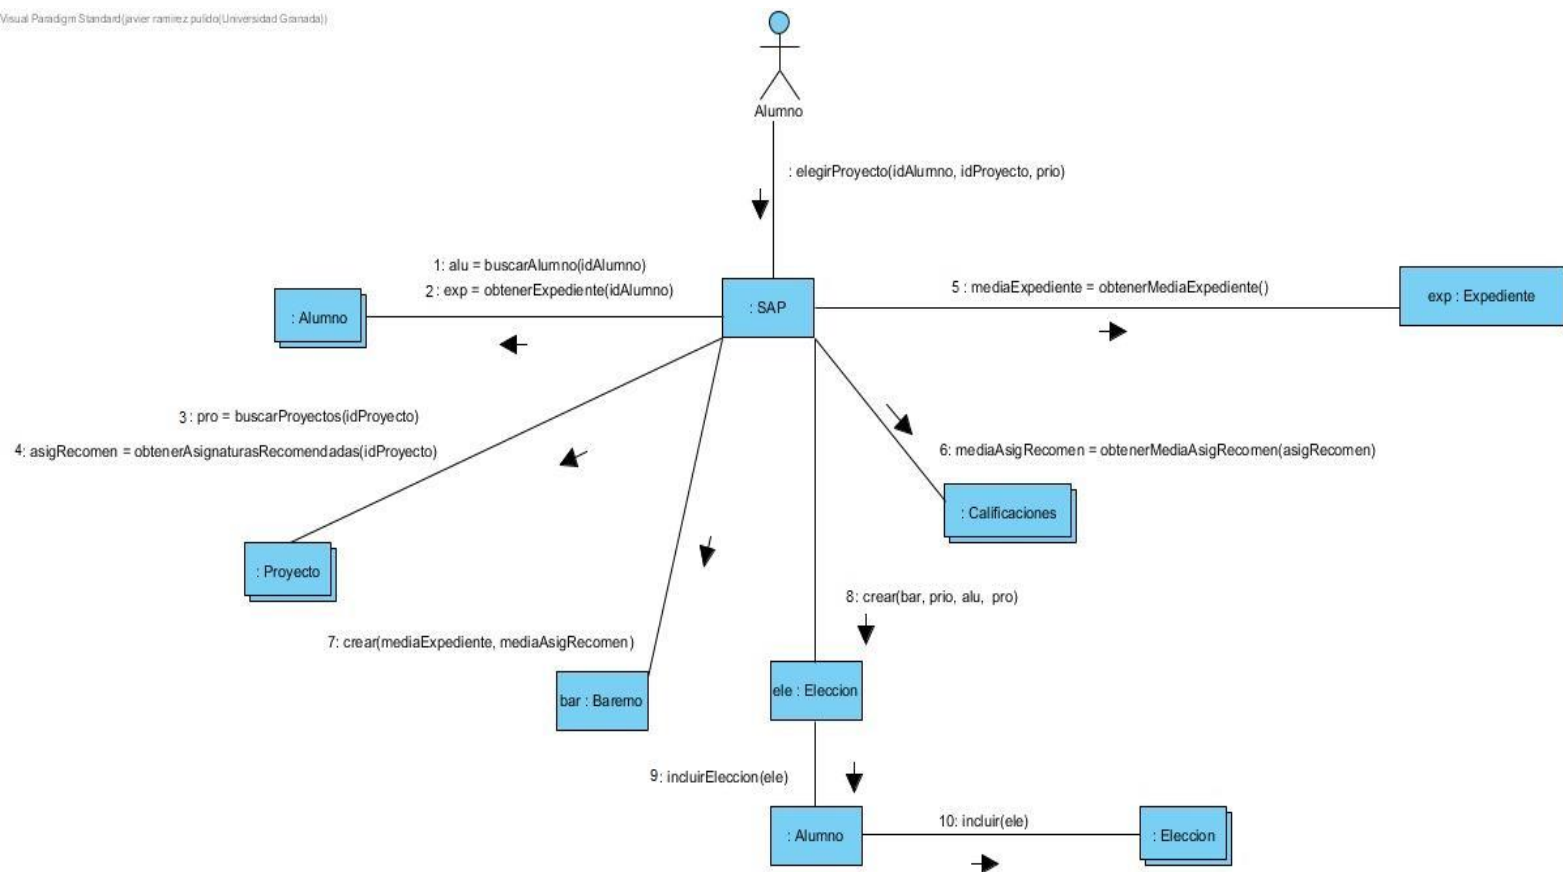 Visual Paradigm Standard(javier ramirez pulido(Universidad Granada))
Alumno
: elegirProyecto(idAlumno, idProyecto, prio)
1: alu = buscarAlumno(idAlumno)
2 : exp = obtenerExpediente(idAlumno)
: Alumno
: SAP
5 : mediaExpediente = obtenerMediaExpediente()
exp : Expediente
3 : pro = buscarProyectos(idProyecto)
4: asigRecomen = obtenerAsignaturasRecomendadas(idProyecto)
6: mediaAsigRecomen = obtenerMediaAsigRecomen(asigRecomen)
: Calificaciones
: Proyecto
8: crear(bar, prio, alu, pro)
7: crear(mediaExpediente, mediaAsigRecomen)
bar : Baremo
ele : Eleccion
9: incluirEleccion(ele)
: Alumno
10: incluir(ele)
: Eleccion